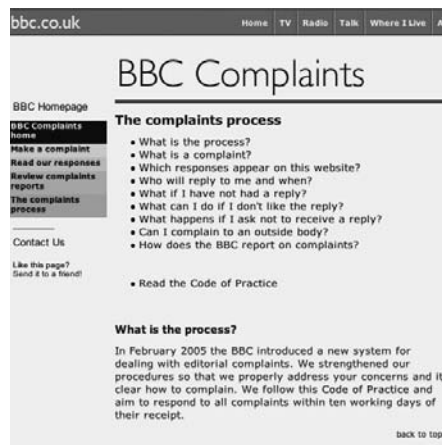 bbc.co.uk
Home TV Radio Talk Where I Live A
BBC Complaints
BBC Homepage
BBC Complaints
home
Make a complaint
Read our responses
Review complaints
reports
The complaints
process
Contact Us
Like this page?
Send it to a friend!
The complaints process
• What is the process?
• What is a complaint?
• Which responses appear on this website?
• Who will reply to me and when?
• What if I have not had a reply?
• What can I do if I don't like the reply?
• What happens if I ask not to receive a reply?
• Can I complain to an outside body?
• How does the BBC report on complaints?
• Read the Code of Practice
What is the process?
In February 2005 the BBC introduced a new system for
dealing with editorial complaints. We strengthened our
procedures so that we properly address your concerns and it
clear how to complain. We follow this Code of Practice and
aim to respond to all complaints within ten working days of
their receipt.
back to top